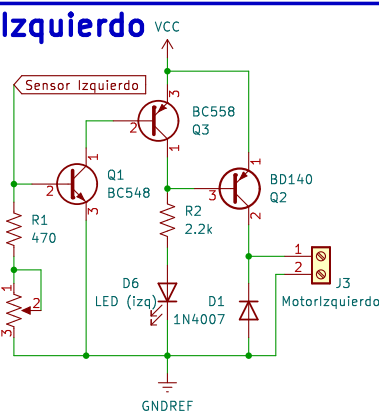 Izquierdo
VCC
Sensor Izquierdo
3
BC558
Q3
2
1
1
Q1
BC548
2
3
1
BD140
Q2
3
2
R1
470
R2
2.2k
1
2
J3
MotorIzquierdo
D6
LED (izq)
D1
1N4007
1
2
3
GNDREF